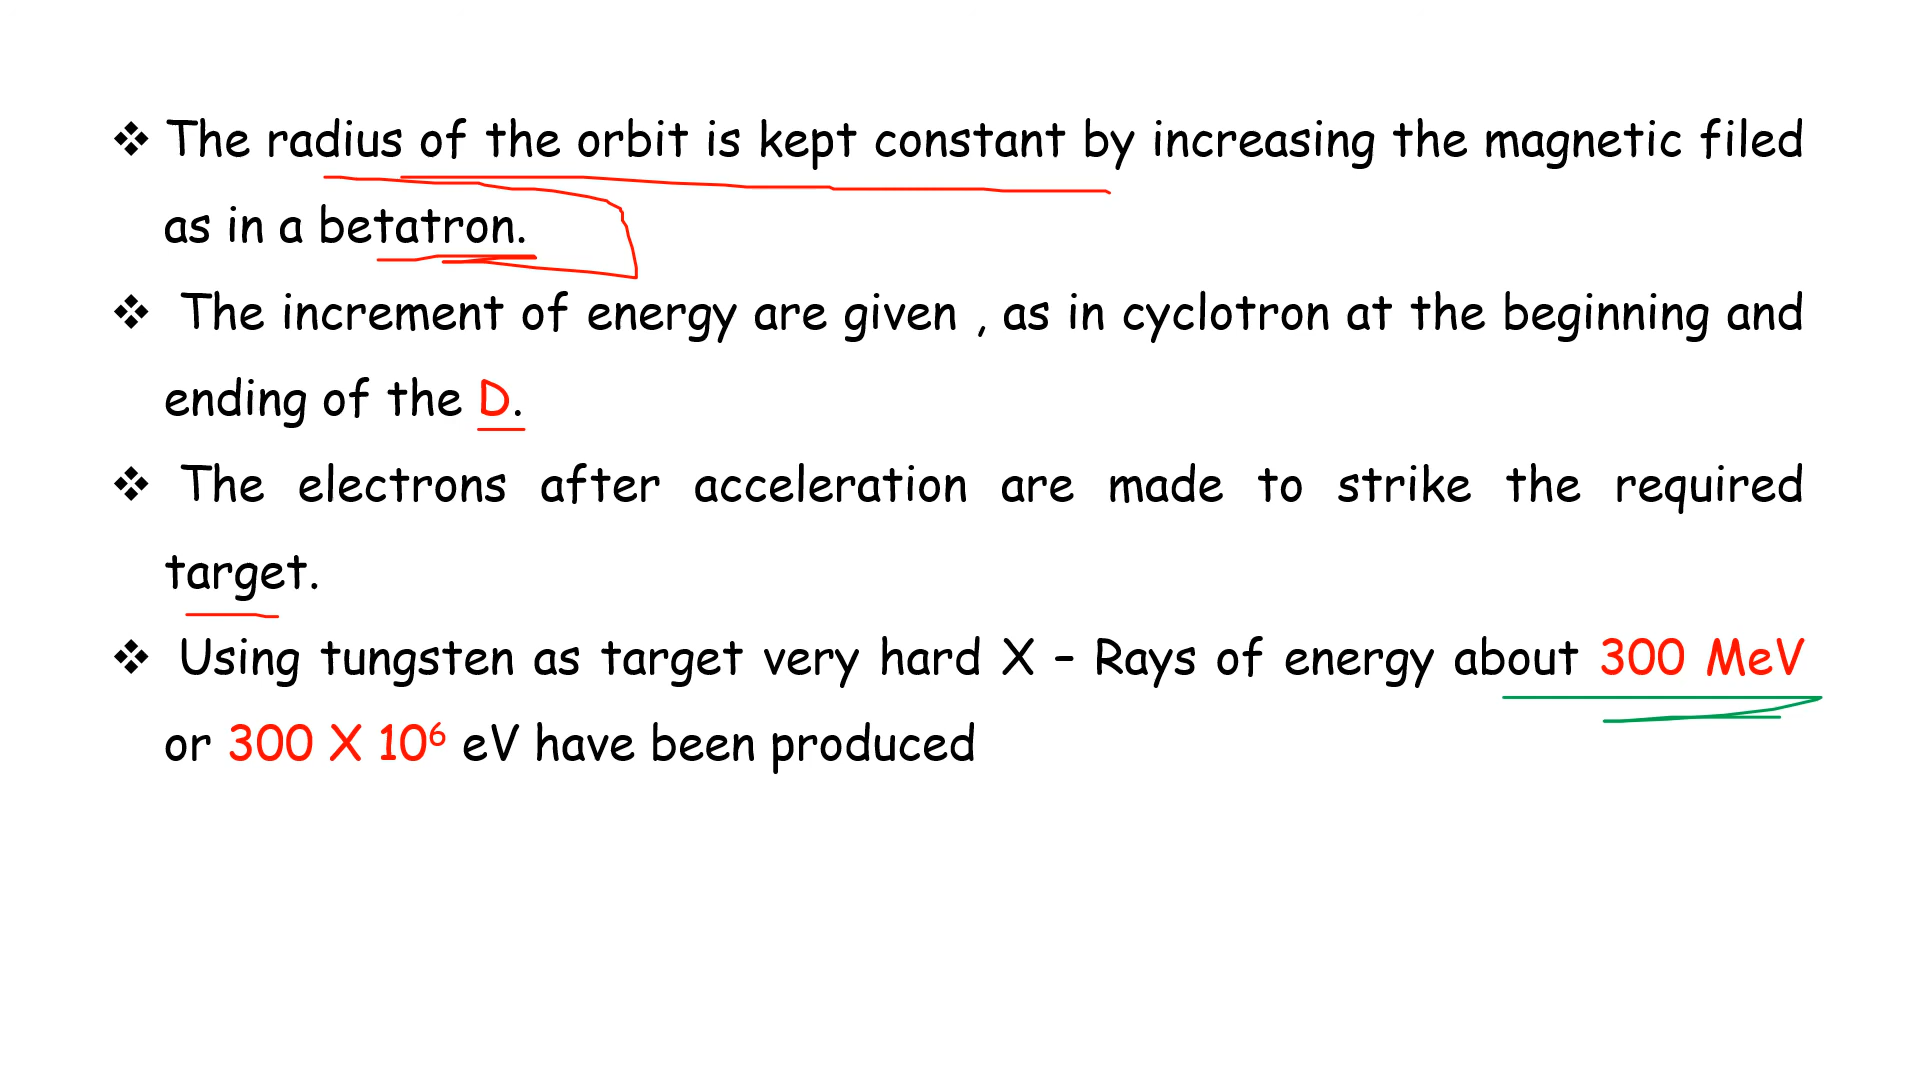 ❖ The radius of the orbit is kept constant by increasing the magnetic filed
as in a betatron.
❖ The increment of energy are given , as in cyclotron at the beginning and
ending of the D.
❖ The electrons after acceleration are made to strike the required
target.
❖ Using tungsten as target very hard X – Rays of energy about 300 MeV
or 300 X 10⁶ eV have been produced